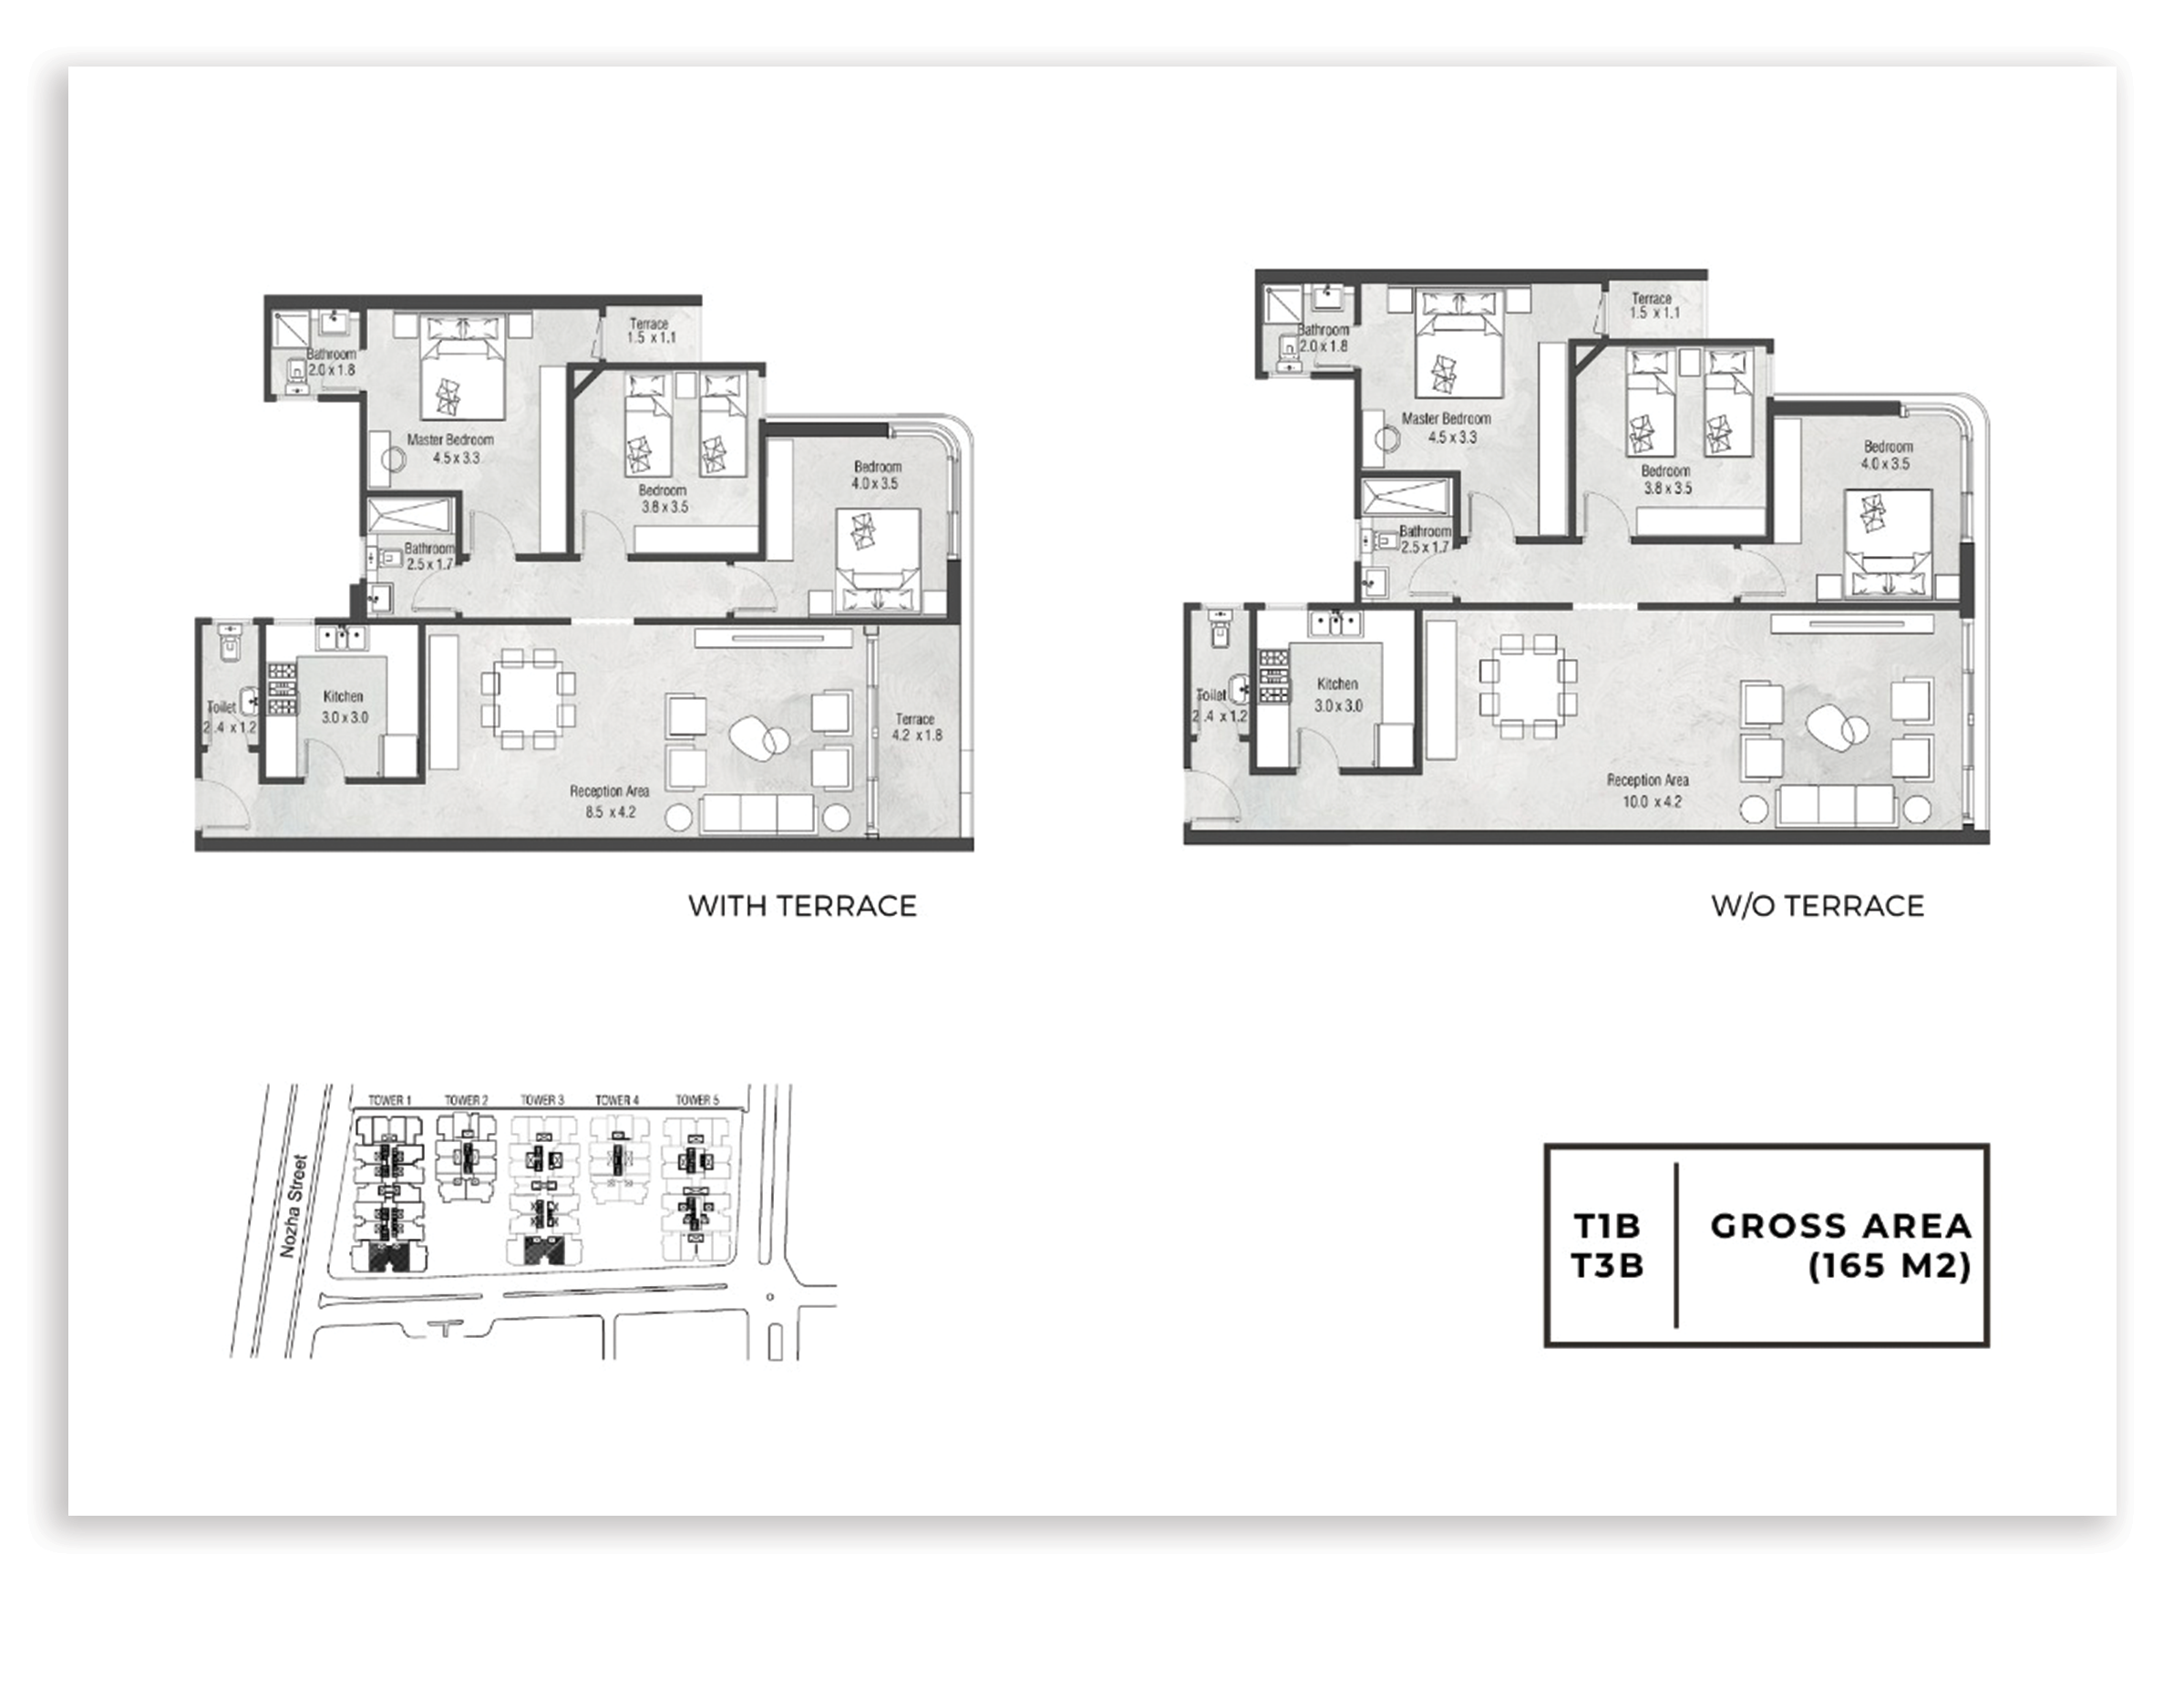 Terrace
1.5 x 1.1
Bathroom
2.0 x 1.8
Master Bedroom
4.5 x 3.3
Bedroom
3.8 x 3.5
Bedroom
4.0 x 3.5
Bathroom
2.5 x 1.7
Toilet
2.4 x 1.2
Kitchen
3.0 x 3.0
Terrace
4.2 x 1.8
Reception Area
8.5 x 4.2
WITH TERRACE
Terrace
1.5 x 1.1
Bathroom
2.0 x 1.8
Master Bedroom
4.5 x 3.3
Bedroom
3.8 x 3.5
Bedroom
4.0 x 3.5
Bathroom
2.5 x 1.7
Toilet
2.4 x 1.2
Kitchen
3.0 x 3.0
Reception Area
10.0 x 4.2
W/O TERRACE
TOWER 1
TOWER 2
TOWER 3
TOWER 4
TOWER 5
Nozha Street
T1B
T3B
GROSS AREA
(165 M2)